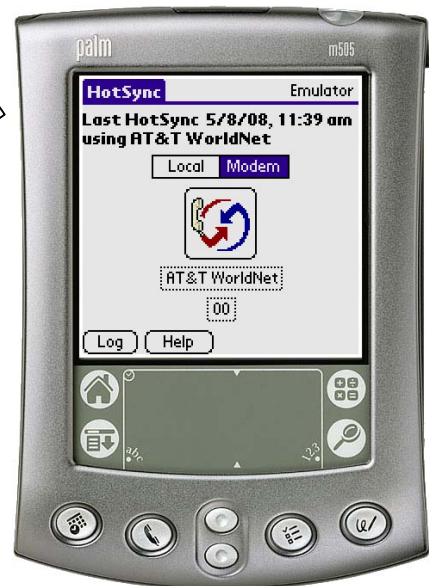 palm
m505
HotSync
Emulator
Last HotSync 5/8/08, 11:39 am
using AT&T WorldNet
Local Modem
AT&T WorldNet
00
Log Help
abc
123